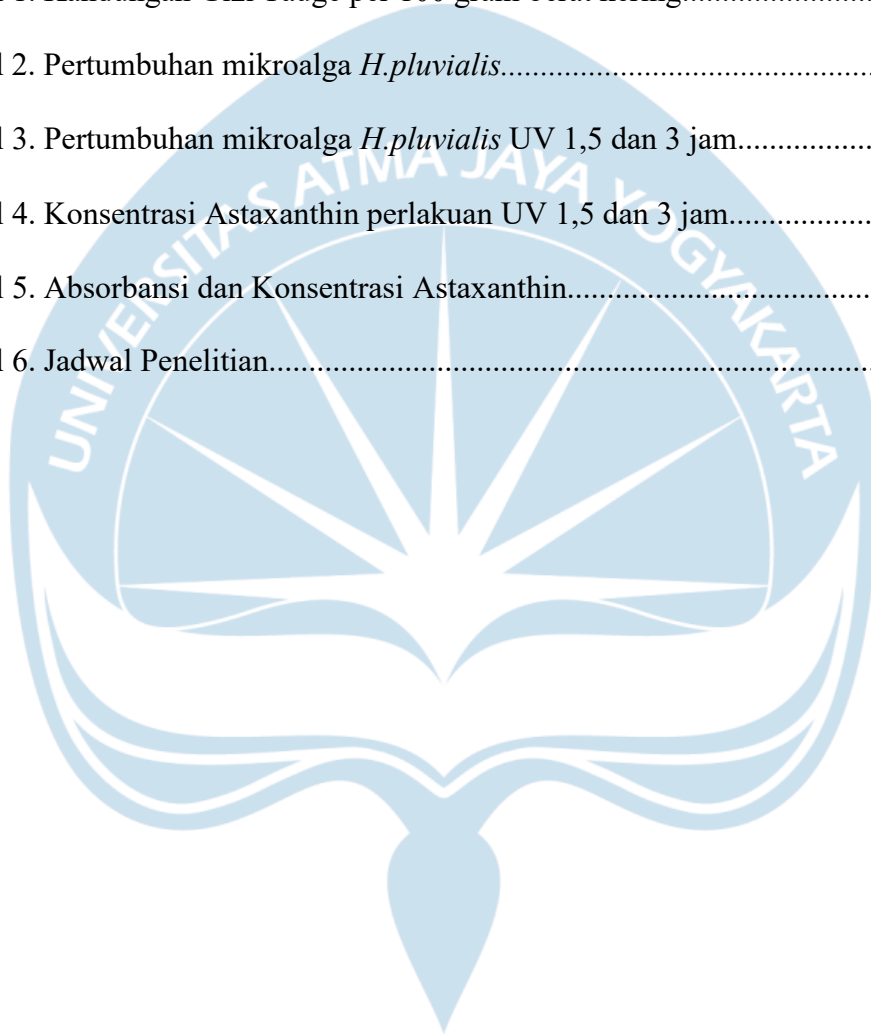 l 2. Pertumbuhan mikroalga H.pluvialis
l 3. Pertumbuhan mikroalga H.pluvialis UV 1,5 dan 3 jam
l 4. Konsentrasi Astaxanthin perlakuan UV 1,5 dan 3 jam
l 5. Absorbansi dan Konsentrasi Astaxanthin
l 6. Jadwal Penelitian
UNIVERSITAS ATMA JAYA YOGYAKARTA